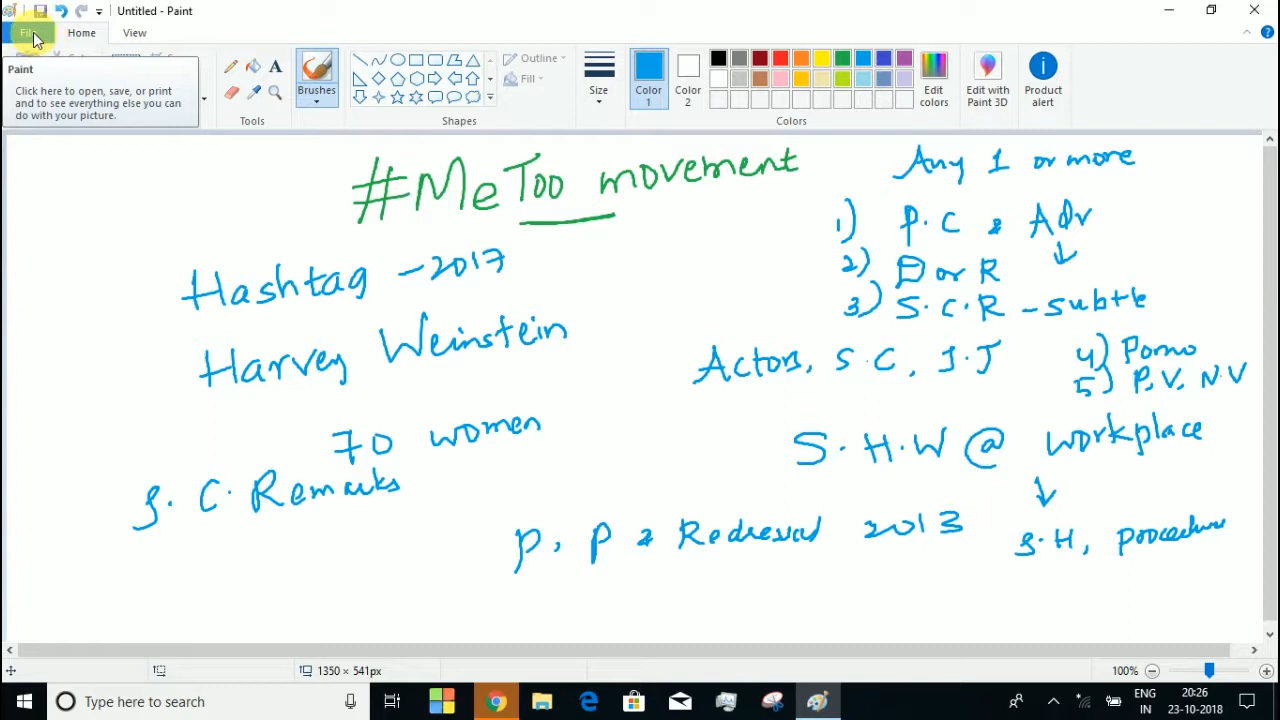 Untitled - Paint
File
Home
View
Paint
Click here to open, save, or print
and to see everything else you can
do with your picture.
Tools
Brushes
Outline
Fill
Shapes
Size
Color
1
Color
2
Edit
colors
Colors
Edit with
Paint 3D
Product
alert
#MeToo movement
Hashtag - 2017
Harvey Weinstein
70 women
S. C. Remarks
Any 1 or more
1) P.C & Adv
2) D or R
3) S.C.R - subtle
Actors, S.C, J.J
4) Porno
5) P.V, N.V
S.H.W @ workplace
P, P & Redressal 2013
S.H, procedure
1350 × 541px
100%
Type here to search
ENG
IN
20:26
23-10-2018